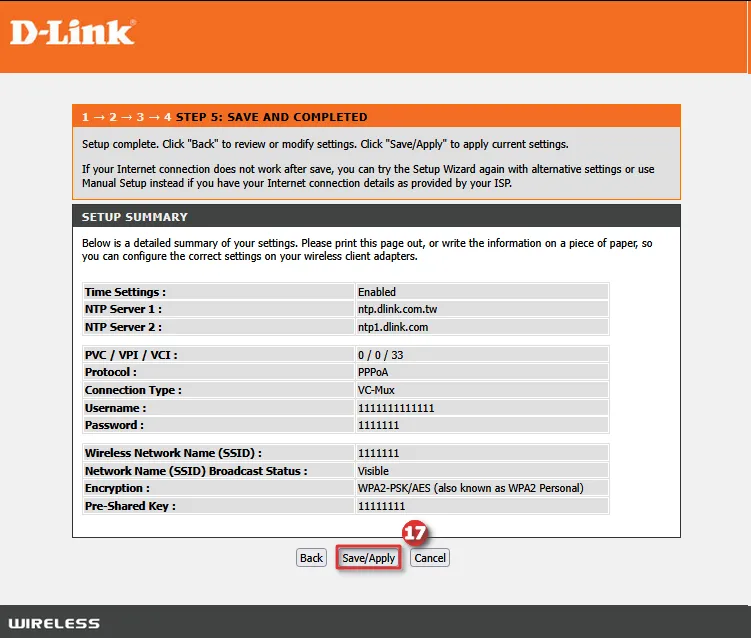 D-Link®
1 → 2 → 3 → 4 STEP 5: SAVE AND COMPLETED
Setup complete. Click "Back" to review or modify settings. Click "Save/Apply" to apply current settings.
If your Internet connection does not work after save, you can try the Setup Wizard again with alternative settings or use
Manual Setup instead if you have your Internet connection details as provided by your ISP.
SETUP SUMMARY
Below is a detailed summary of your settings. Please print this page out, or write the information on a piece of paper, so
you can configure the correct settings on your wireless client adapters.
Time Settings : Enabled
NTP Server 1 : ntp.dlink.com.tw
NTP Server 2 : ntp1.dlink.com
PVC / VPI / VCI : 0 / 0 / 33
Protocol : PPPoA
Connection Type : VC-Mux
Username : 1111111111111
Password : 1111111
Wireless Network Name (SSID) : 1111111
Network Name (SSID) Broadcast Status : Visible
Encryption : WPA2-PSK/AES (also known as WPA2 Personal)
Pre-Shared Key : 11111111
17
Back Save/Apply Cancel
WIRELESS